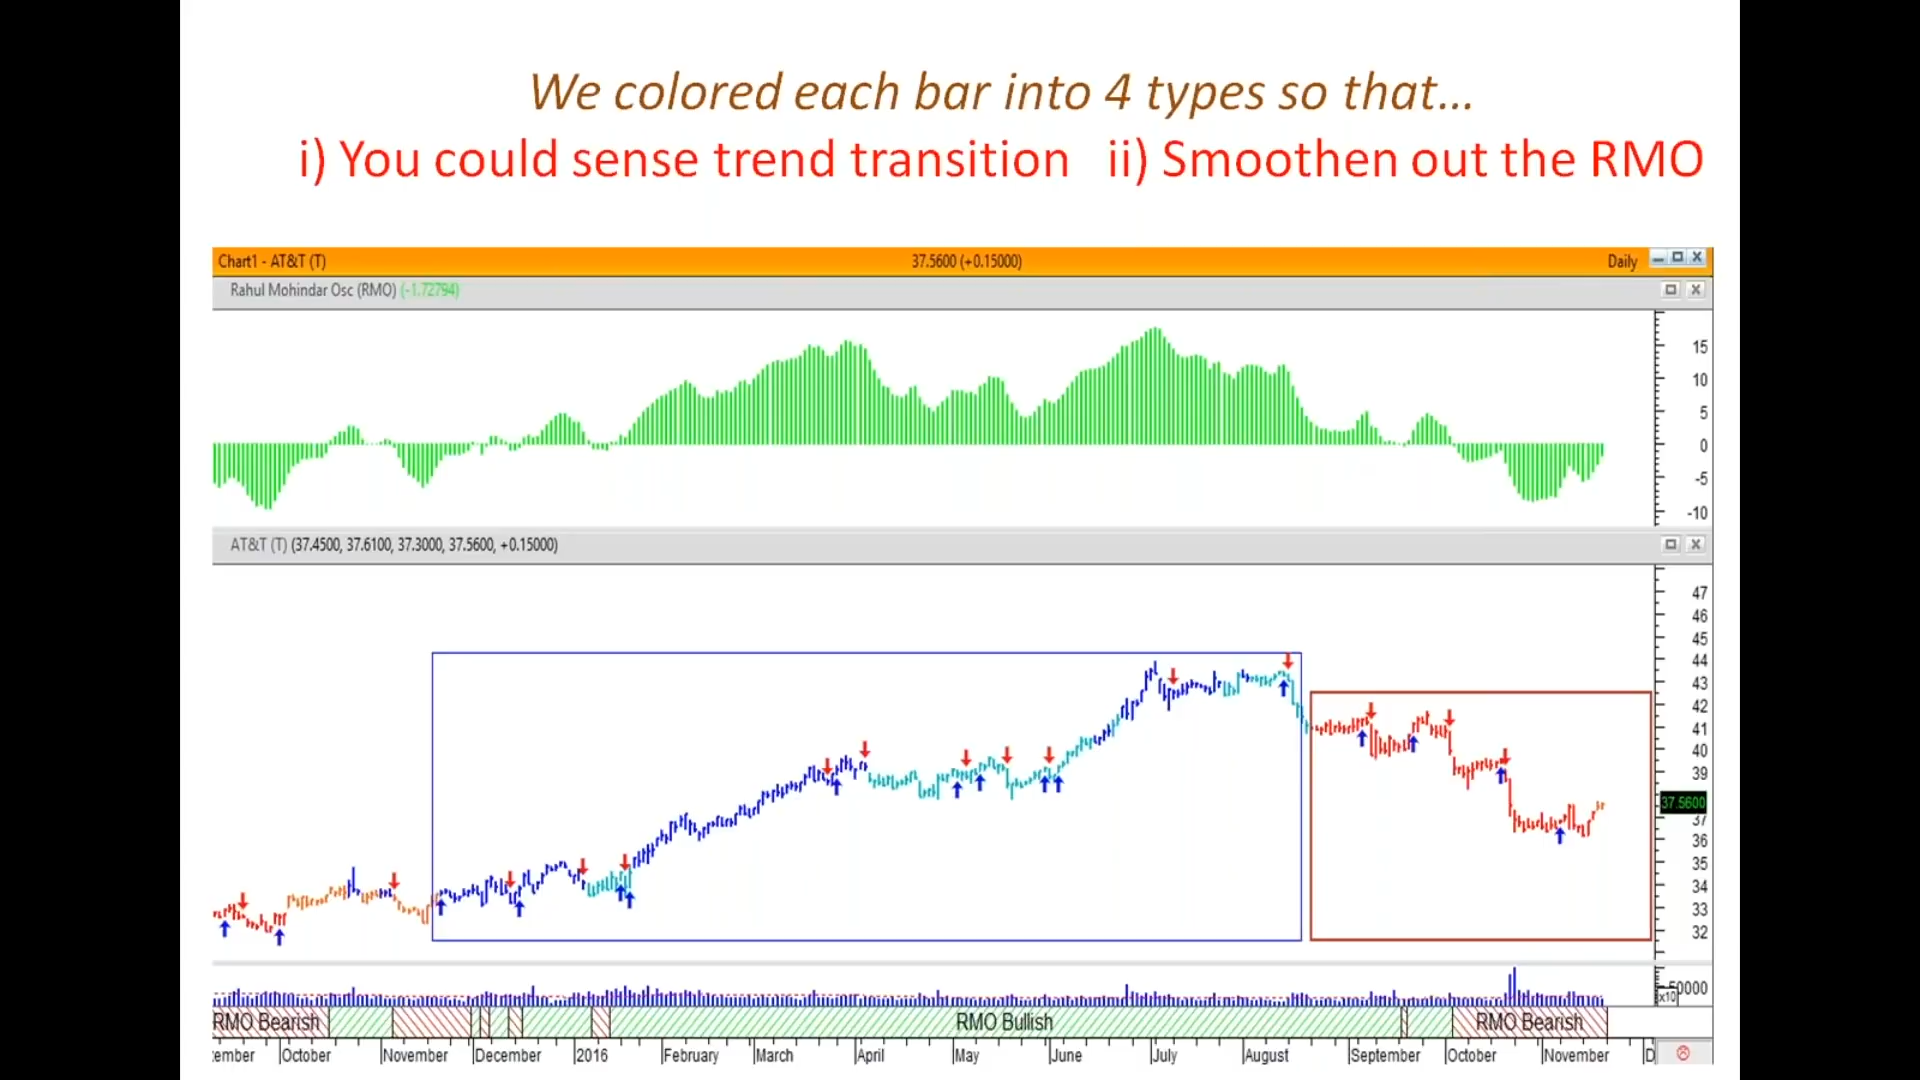 We colored each bar into 4 types so that...
i) You could sense trend transition ii) Smoothen out the RMO
Chart1 - AT&T (T) 37.5600 (+0.15000) Daily
Rahul Mohindar Osc (RMO) (-1.72794)
15
10
5
0
-5
-10
AT&T (T) (37.4500, 37.6100, 37.3000, 37.5600, +0.15000)
47
46
45
44
43
42
41
40
39
37.5600
37
36
35
34
33
32
50000
x10
RMO Bearish RMO Bullish RMO Bearish
ember October November December 2016 February March April May June July August September October November D